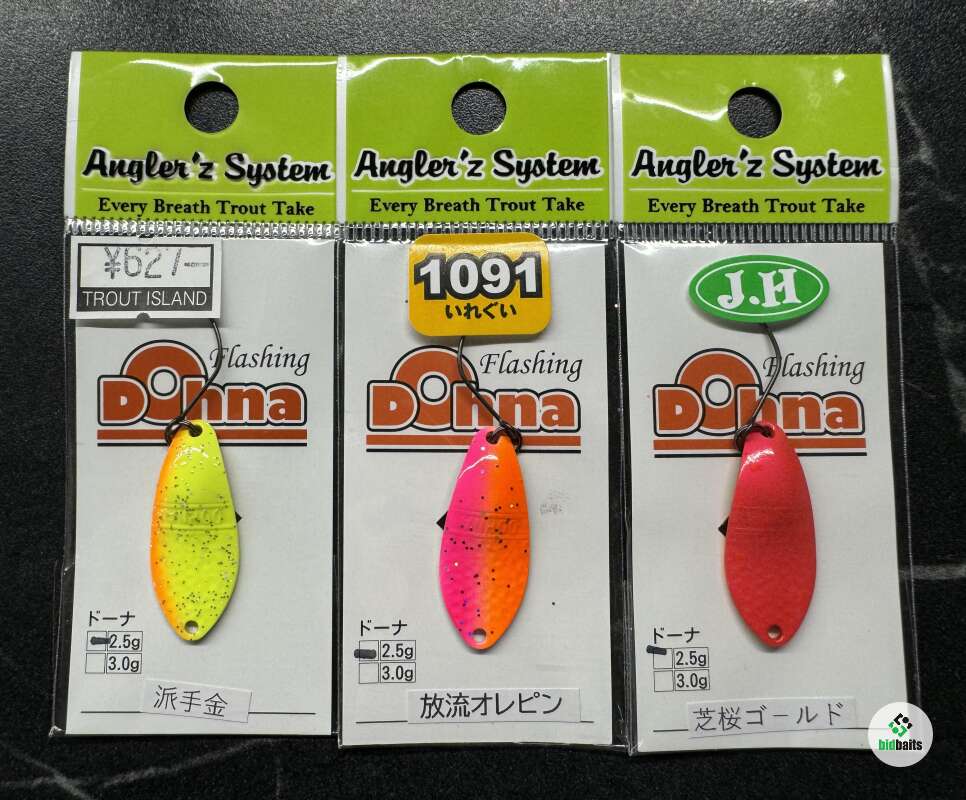 Angler'z System
Every Breath Trout Take
¥627
TROUT ISLAND
Flashing
Dohna
ドーナ
2.5g
3.0g
派手金
Angler'z System
Every Breath Trout Take
1091
いれぐい
Flashing
Dohna
ドーナ
2.5g
3.0g
放流オレピン
Angler'z System
Every Breath Trout Take
J.H
Flashing
Dohna
ドーナ
2.5g
3.0g
芝桜ゴールド
bidbaits